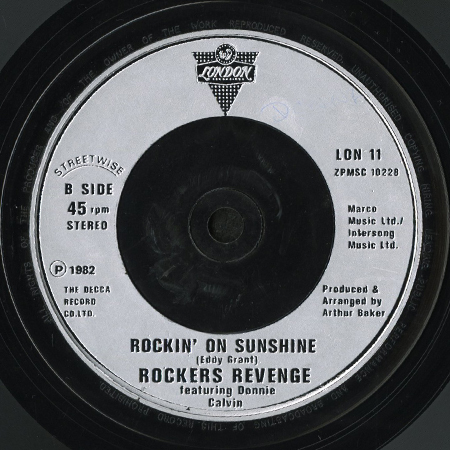 LONDON
STREETWISE
B SIDE
45 rpm
STEREO
LON 11
ZPMSC 10228
Marco
Music Ltd./
Intersong
Music Ltd.
Ⓟ 1982
THE DECCA
RECORD
CO. LTD.
Produced &
Arranged by
Arthur Baker
ROCKIN' ON SUNSHINE
(Eddy Grant)
ROCKERS REVENGE
featuring Donnie
Calvin